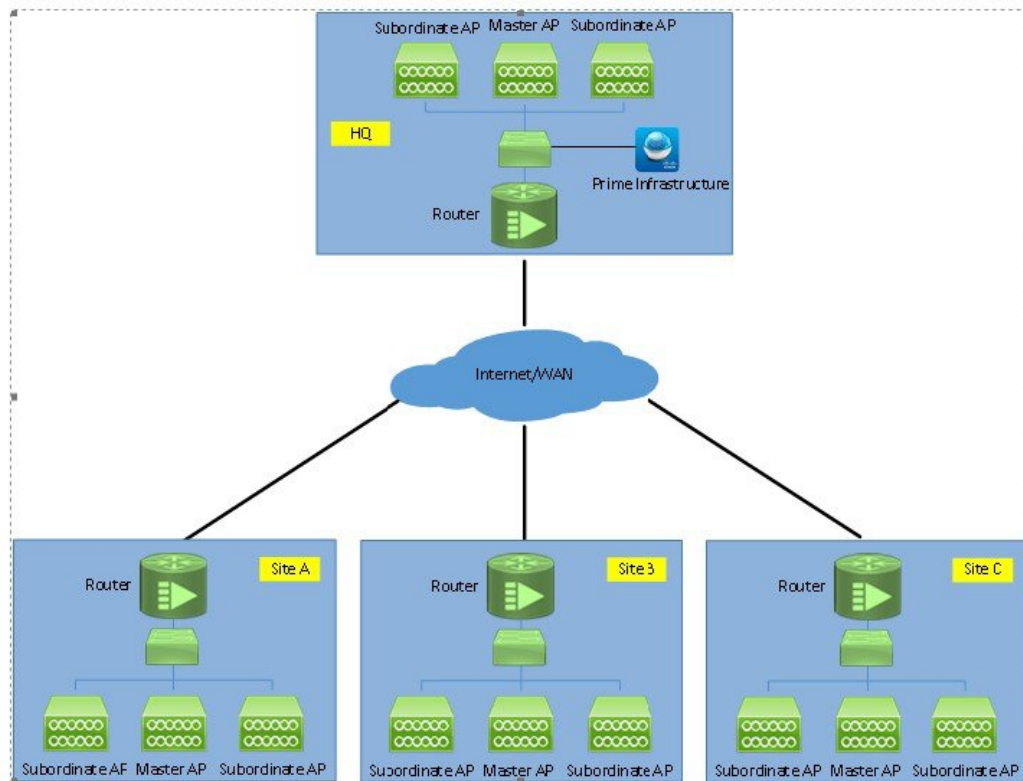 Subordinate AP Master AP Subordinate AP
HQ
Prime Infrastructure
Router
Internet/WAN
Router
Site A
Router
Site B
Router
Site C
Subordinate AP Master AP Subordinate AP
Subordinate AP Master AP Subordinate AP
Subordinate AP Master AP Subordinate AP